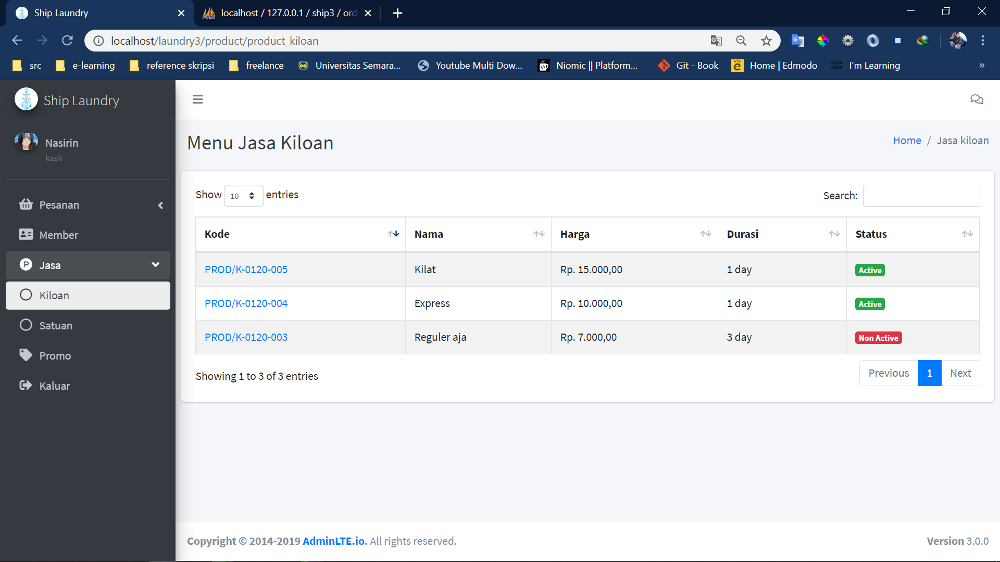 Ship Laundry
localhost / 127.0.0.1 / ship3 / ord
localhost/laundry3/product/product_kiloan
src e-learning reference skripsi freelance Universitas Semara... Youtube Multi Dow... Niomic || Platform... Git - Book Home | Edmodo I'm Learning »
Ship Laundry
Nasirin
kasir
Pesanan
Member
Jasa
Kiloan
Satuan
Promo
Kaluar
Menu Jasa Kiloan
Home / Jasa kiloan
Show 10 entries
Search:
Kode Nama Harga Durasi Status
PROD/K-0120-005 Kilat Rp. 15.000,00 1 day Active
PROD/K-0120-004 Express Rp. 10.000,00 1 day Active
PROD/K-0120-003 Reguler aja Rp. 7.000,00 3 day Non Active
Showing 1 to 3 of 3 entries
Previous 1 Next
Copyright © 2014-2019 AdminLTE.io. All rights reserved.
Version 3.0.0